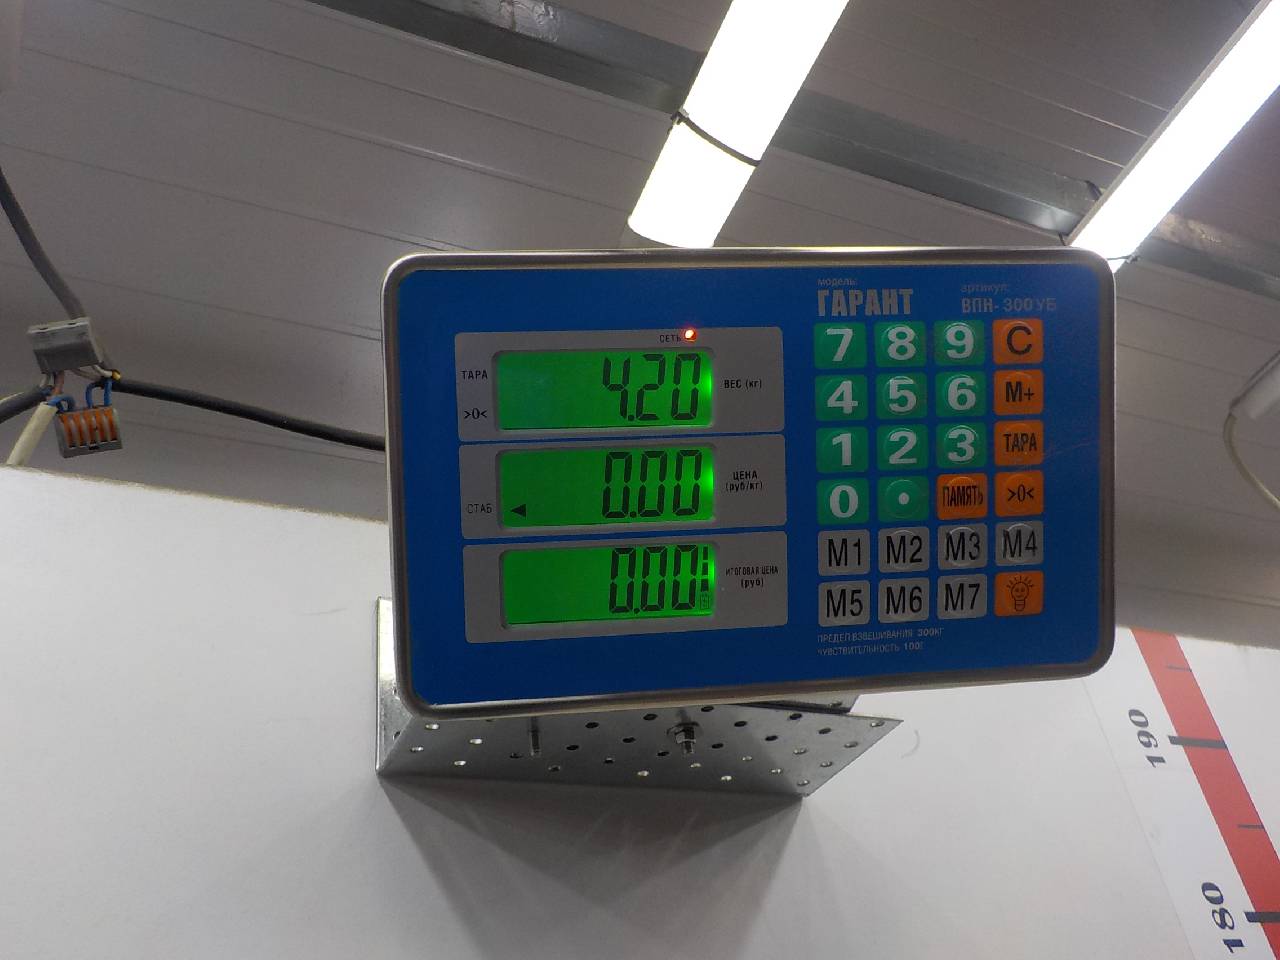 модель:
ГАРАНТ
артикул:
ВПН- 300 УБ
СЕТЬ
ТАРА
>0<
4.20
ВЕС (кг)
СТАБ
0.00
ЦЕНА
(руб/кг)
0.00
ИТОГОВАЯ ЦЕНА
(руб)
7 8 9 C
4 5 6 M+
1 2 3 ТАРА
0 . ПАМЯТЬ >0<
M1 M2 M3 M4
M5 M6 M7
ПРЕДЕЛ ВЗВЕШИВАНИЯ 300КГ
ЧУВСТВИТЕЛЬНОСТЬ 100Г
190
180